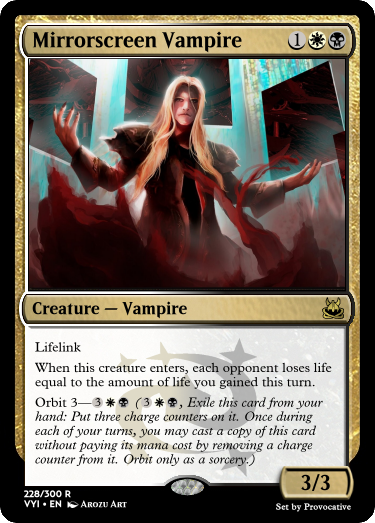 Mirrorscreen Vampire 1
Creature — Vampire
Lifelink
When this creature enters, each opponent loses life
equal to the amount of life you gained this turn.
Orbit 3—3 (3, Exile this card from your
hand: Put three charge counters on it. Once during
each of your turns, you may cast a copy of this card
without paying its mana cost by removing a charge
counter from it. Orbit only as a sorcery.)
3/3
228/300 R
VYI • EN Arozu Art
Set by Provocative